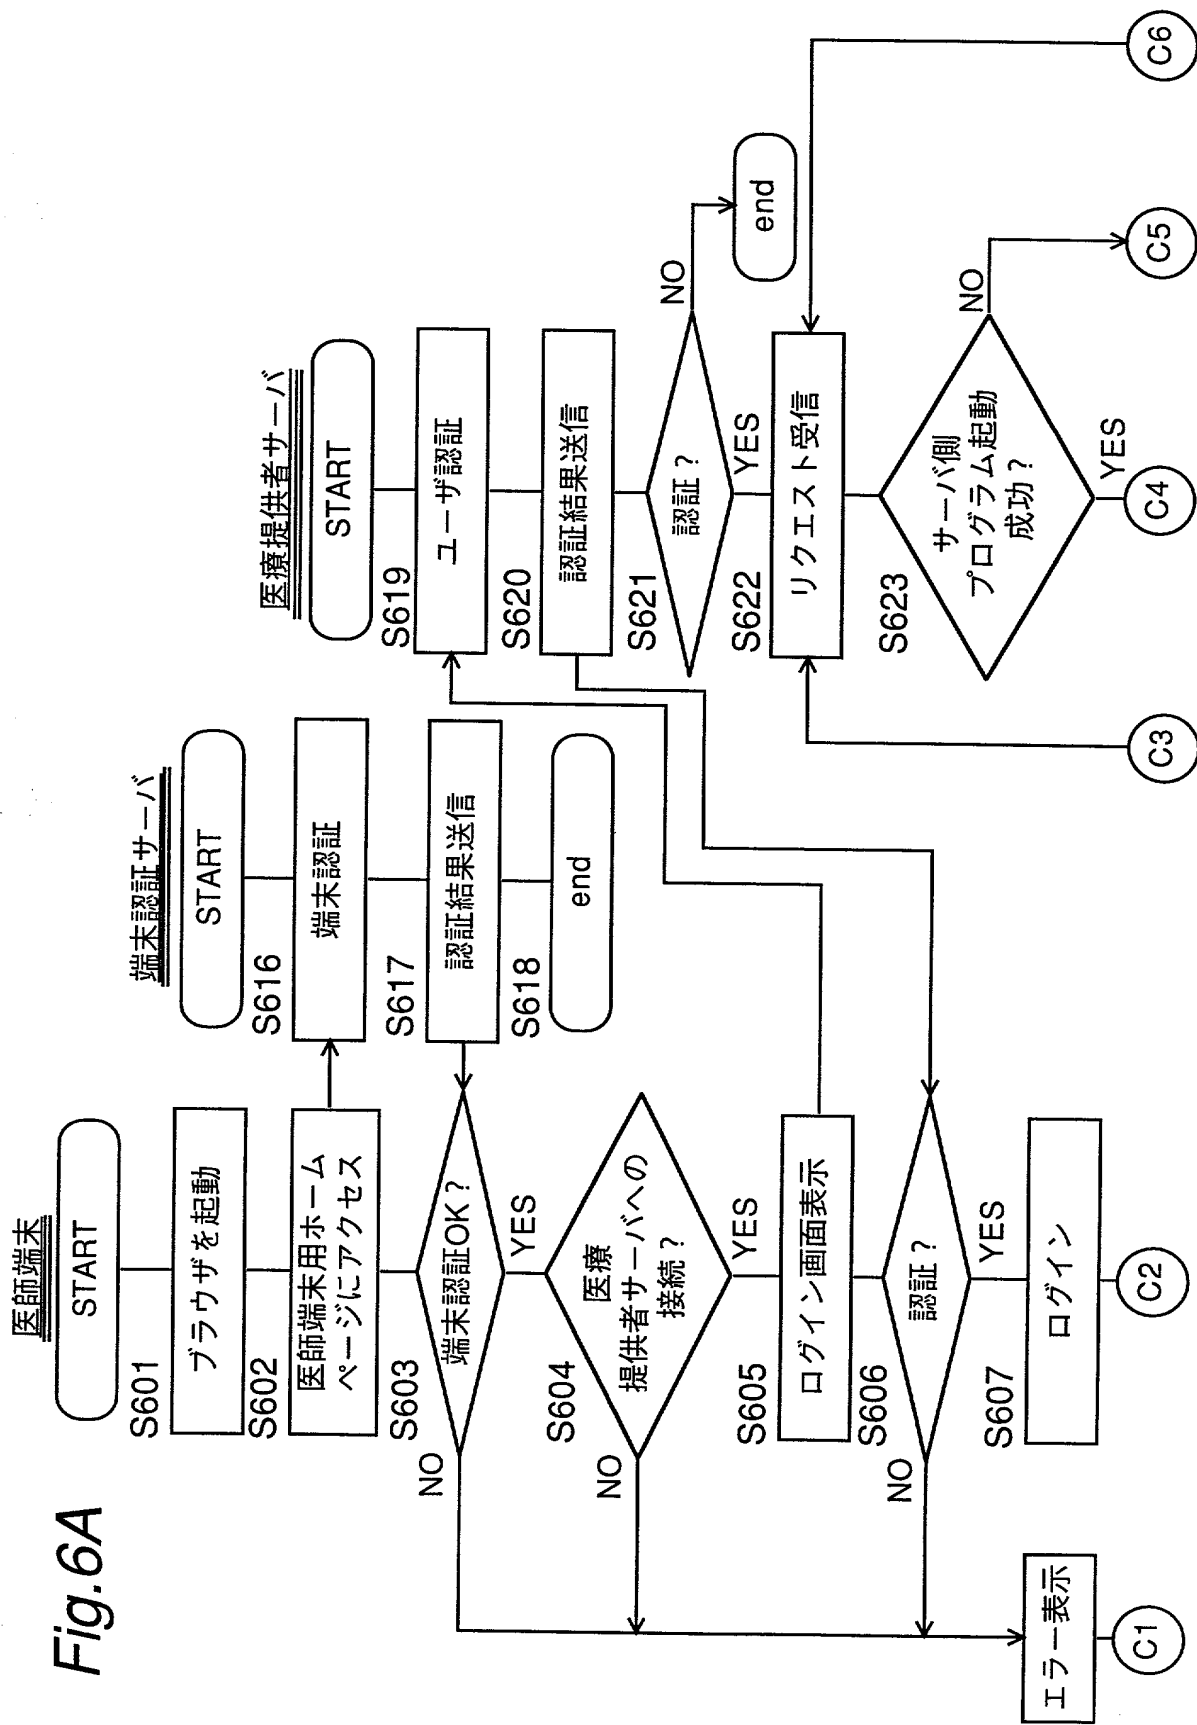 Fig.6A
医師端末
START
S601
ブラウザを起動
S602
医師端末用ホーム
ページにアクセス
S603
端末認証OK？
NO
YES
S604
医療
提供者サーバへの
接続？
NO
YES
S605
ログイン画面表示
S606
認証？
NO
YES
S607
ログイン
C2
エラー表示
C1
端末認証サーバ
START
S616
端末認証
S617
認証結果送信
S618
end
医療提供者サーバ
START
S619
ユーザ認証
S620
認証結果送信
S621
認証？
NO
end
YES
S622
リクエスト受信
S623
サーバ側
プログラム起動
成功？
NO
YES
C3
C4
C5
C6